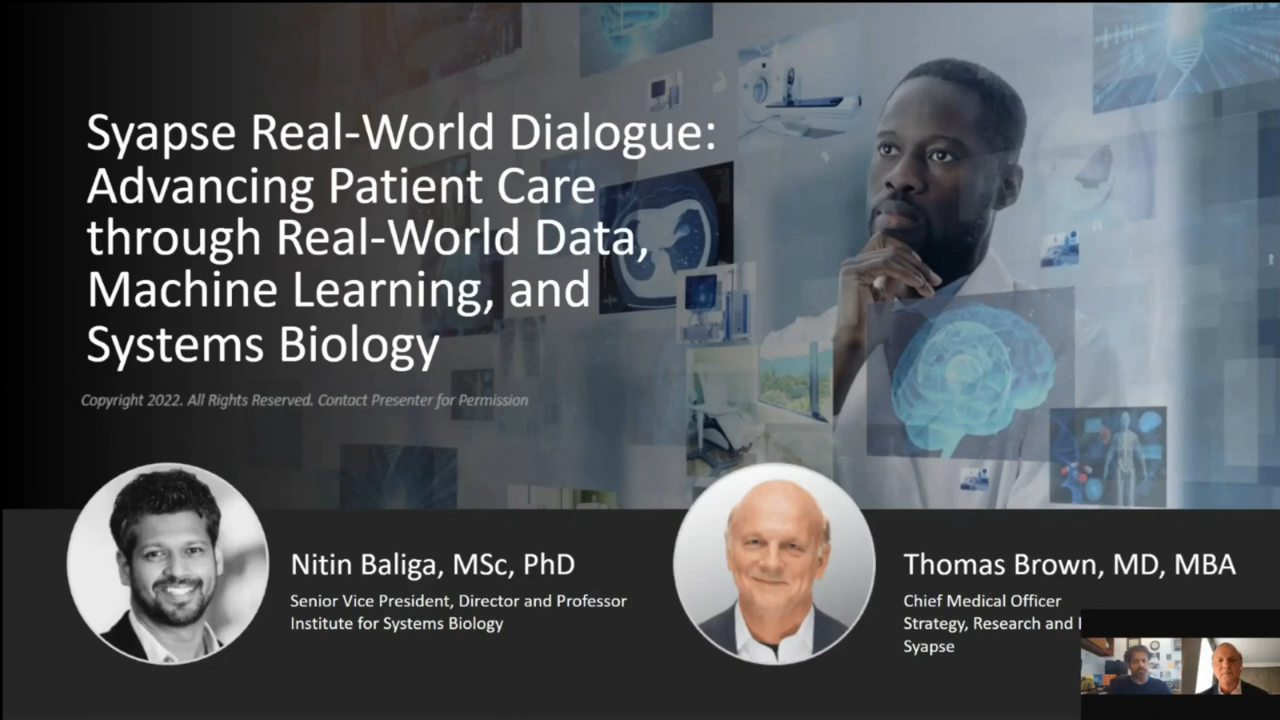 Syapse Real-World Dialogue:
Advancing Patient Care
through Real-World Data,
Machine Learning, and
Systems Biology
Copyright 2022. All Rights Reserved. Contact Presenter for Permission
Nitin Baliga, MSc, PhD
Senior Vice President, Director and Professor
Institute for Systems Biology
Thomas Brown, MD, MBA
Chief Medical Officer
Strategy, Research and
Syapse